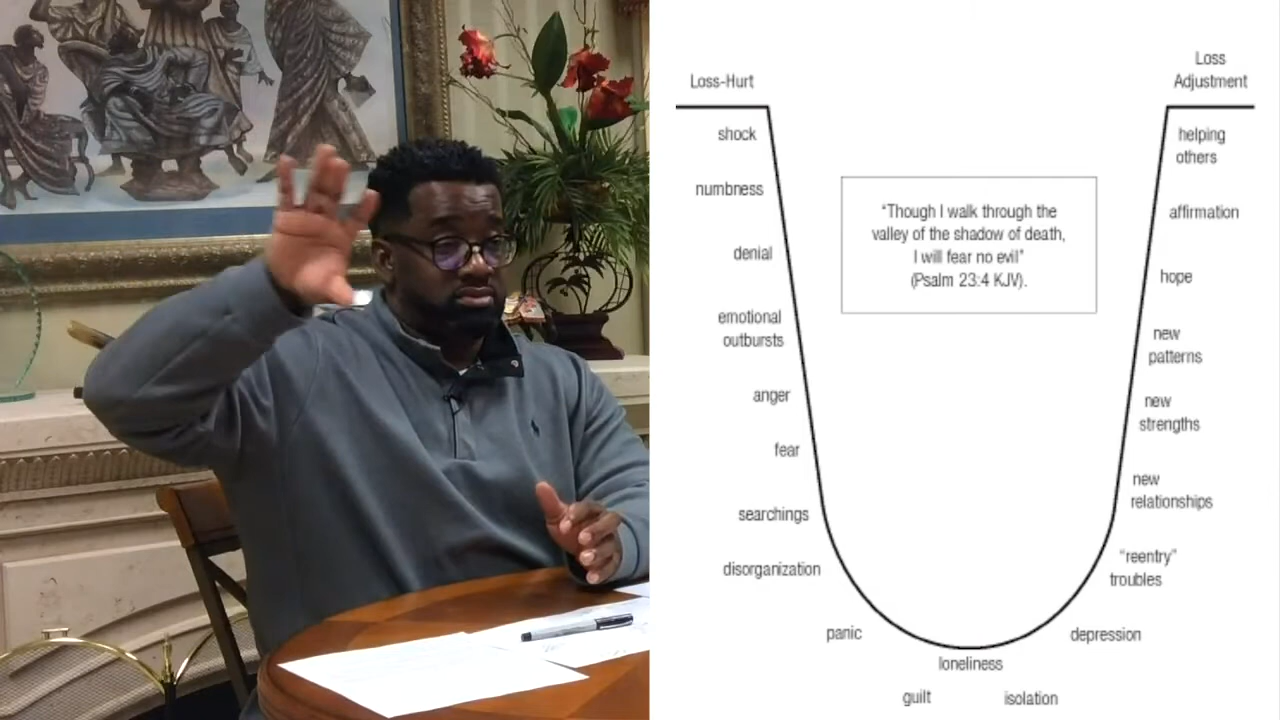 Loss-Hurt
shock
numbness
denial
emotional
outbursts
anger
fear
searchings
disorganization
panic
loneliness
guilt
isolation
depression
"reentry"
troubles
new
relationships
new
strengths
new
patterns
hope
affirmation
helping
others
Loss
Adjustment
"Though I walk through the
valley of the shadow of death,
I will fear no evil"
(Psalm 23:4 KJV).